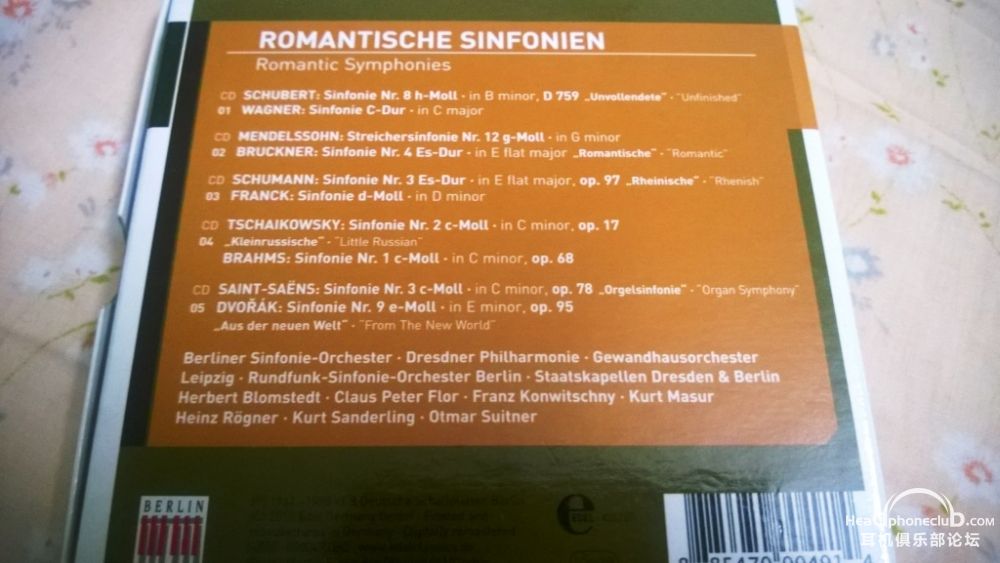 ROMANTISCHE SINFONIEN
Romantic Symphonies
CD SCHUBERT: Sinfonie Nr. 8 h-Moll · in B minor, D 759 „Unvollendete" · "Unfinished"
01 WAGNER: Sinfonie C-Dur · in C major
CD MENDELSSOHN: Streichersinfonie Nr. 12 g-Moll · in G minor
02 BRUCKNER: Sinfonie Nr. 4 Es-Dur · in E flat major „Romantische" · "Romantic"
CD SCHUMANN: Sinfonie Nr. 3 Es-Dur · in E flat major, op. 97 „Rheinische" · "Rhenish"
03 FRANCK: Sinfonie d-Moll · in D minor
CD TSCHAIKOWSKY: Sinfonie Nr. 2 c-Moll · in C minor, op. 17
04 „Kleinrussische" · "Little Russian"
BRAHMS: Sinfonie Nr. 1 c-Moll · in C minor, op. 68
CD SAINT-SAËNS: Sinfonie Nr. 3 c-Moll · in C minor, op. 78 „Orgelsinfonie" · "Organ Symphony"
05 DVOŘÁK: Sinfonie Nr. 9 e-Moll · in E minor, op. 95
„Aus der neuen Welt" · "From The New World"
Berliner Sinfonie-Orchester · Dresdner Philharmonie · Gewandhausorchester
Leipzig · Rundfunk-Sinfonie-Orchester Berlin · Staatskapellen Dresden & Berlin
Herbert Blomstedt · Claus Peter Flor · Franz Konwitschny · Kurt Masur
Heinz Rögner · Kurt Sanderling · Otmar Suitner
BERLIN
EDEL
HeadphoneclubD.com
耳机俱乐部论坛